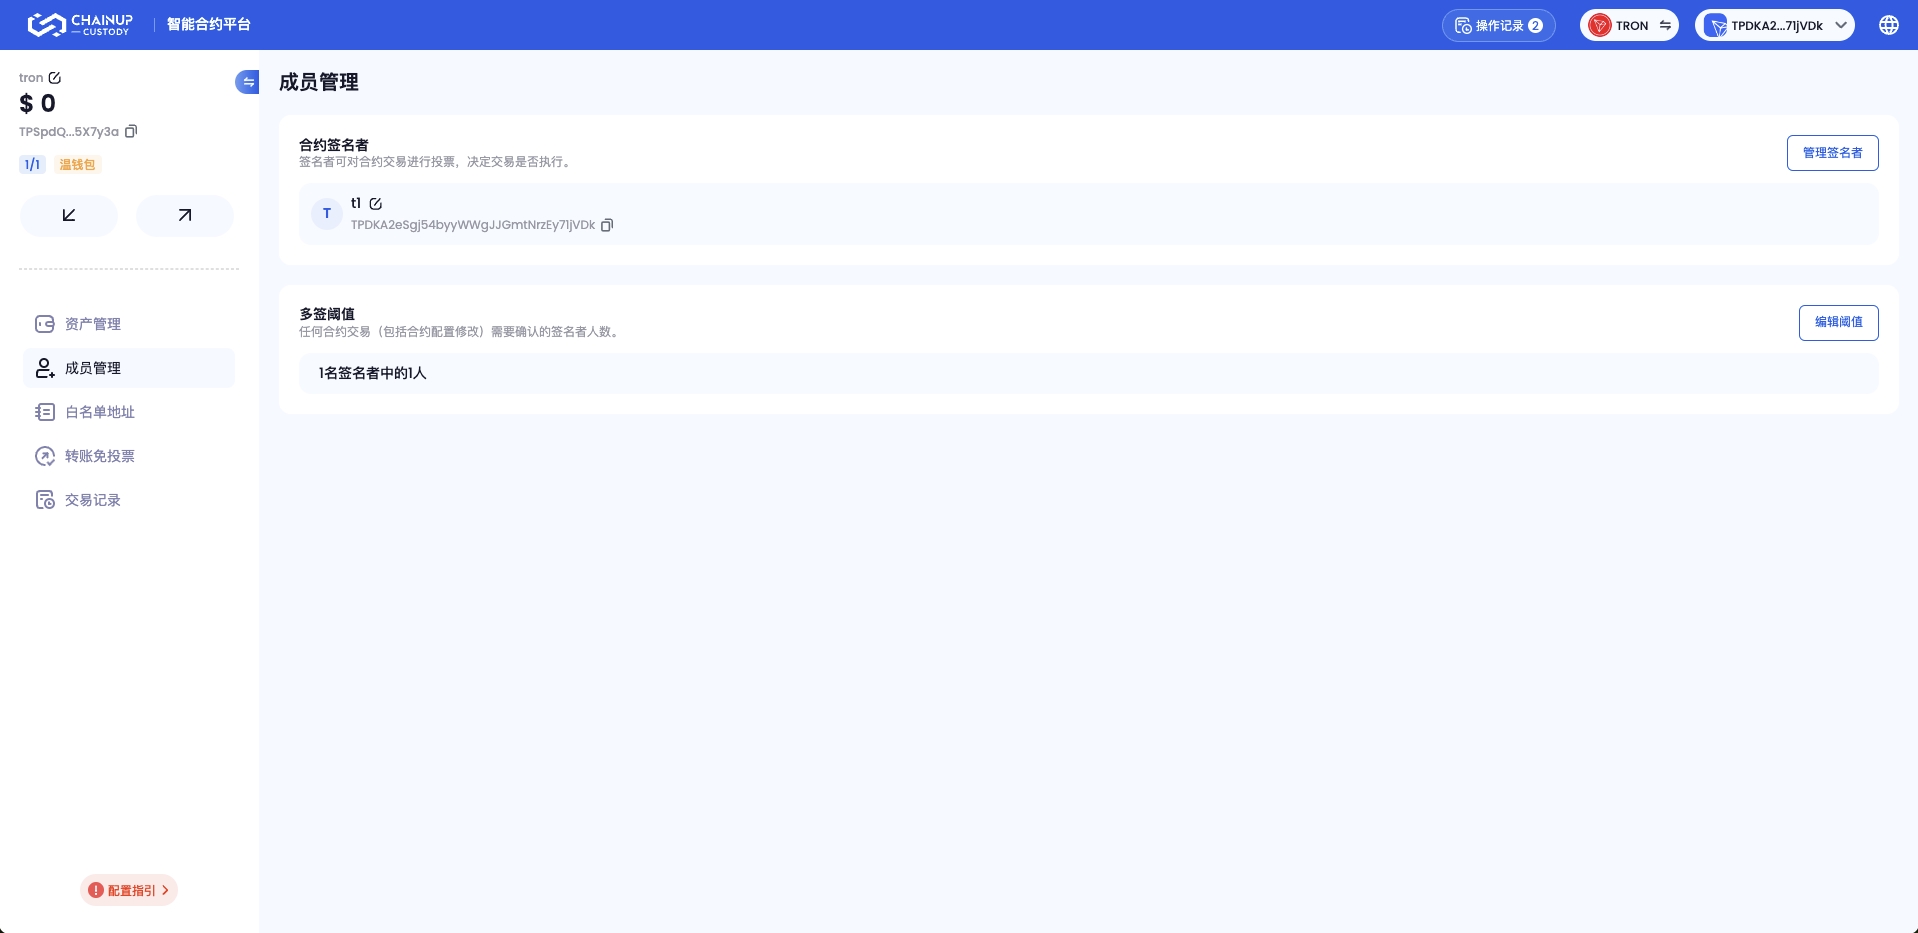 CHAINUP
CUSTODY
智能合约平台
操作记录 2
TRON
TPDKA2...71jVDk
tron
$ 0
TPSpdQ...5X7y3a
1/1 温钱包
资产管理
成员管理
白名单地址
转账免投票
交易记录
配置指引
成员管理
合约签名者
签名者可对合约交易进行投票，决定交易是否执行。
管理签名者
T
t1
TPDKA2eSgj54byyWWgJJGmtNrzEy71jVDk
多签阈值
任何合约交易（包括合约配置修改）需要确认的签名者人数。
编辑阈值
1名签名者中的1人